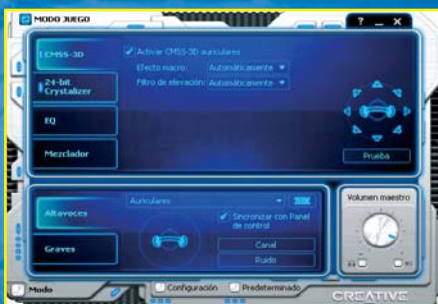 MODO JUEGO
? _ X
CMSS-3D
Activar CMSS-3D auriculares
Efecto macro: Automáticamente
Filtro de elevación: Automáticamente
24-bit
Crystalizer
EQ
Mezclador
Prueba
Altavoces
Auriculares
Sincronizar con Panel
de control
Canal
Ruido
Graves
Volumen maestro
Modo
Configuración
Predeterminado
CREATIVE